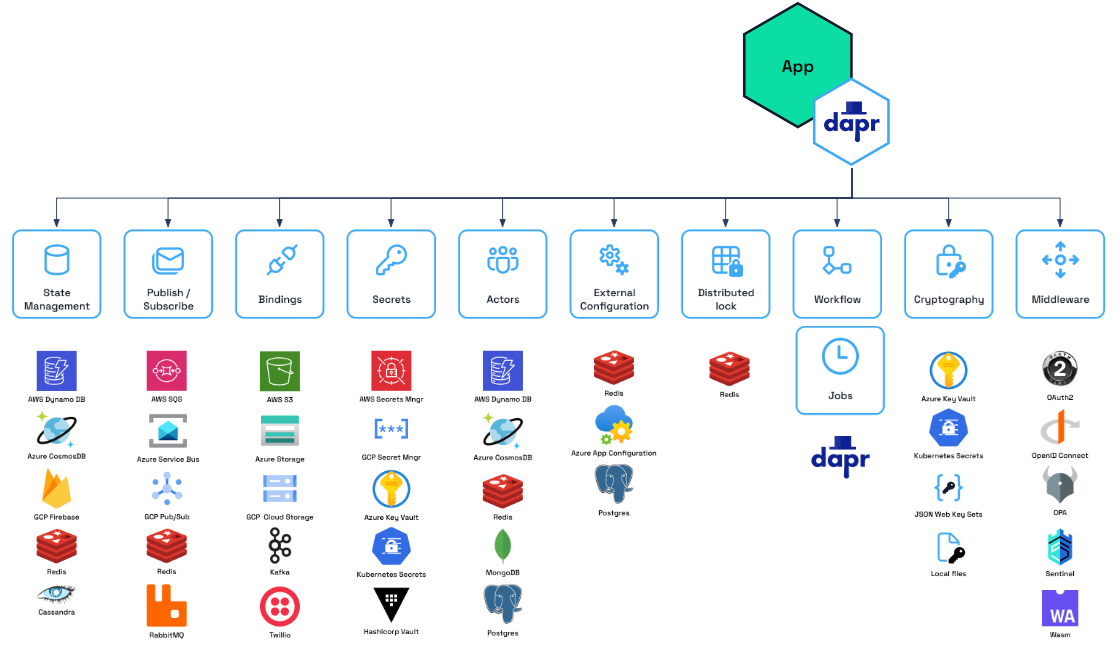 App
dapr
State
Management
Publish /
Subscribe
Bindings
Secrets
Actors
External
Configuration
Distributed
lock
Workflow
Cryptography
Middleware
Jobs
dapr
AWS Dynamo DB
Azure CosmosDB
GCP Firebase
Redis
Cassandra
AWS SQS
Azure Service Bus
GCP Pub/Sub
Redis
RabbitMQ
AWS S3
Azure Storage
GCP Cloud Storage
Kafka
Twillio
AWS Secrets Mngr
[***]
GCP Secret Mngr
Azure Key Vault
Kubernetes Secrets
Hashicorp Vault
AWS Dynamo DB
Azure CosmosDB
Redis
MongoDB
Postgres
Redis
Azure App Configuration
Postgres
Redis
Azure Key Vault
Kubernetes Secrets
JSON Web Key Sets
Local files
2
OAuth2
OpenID Connect
OPA
Sentinel
WA
Wasm